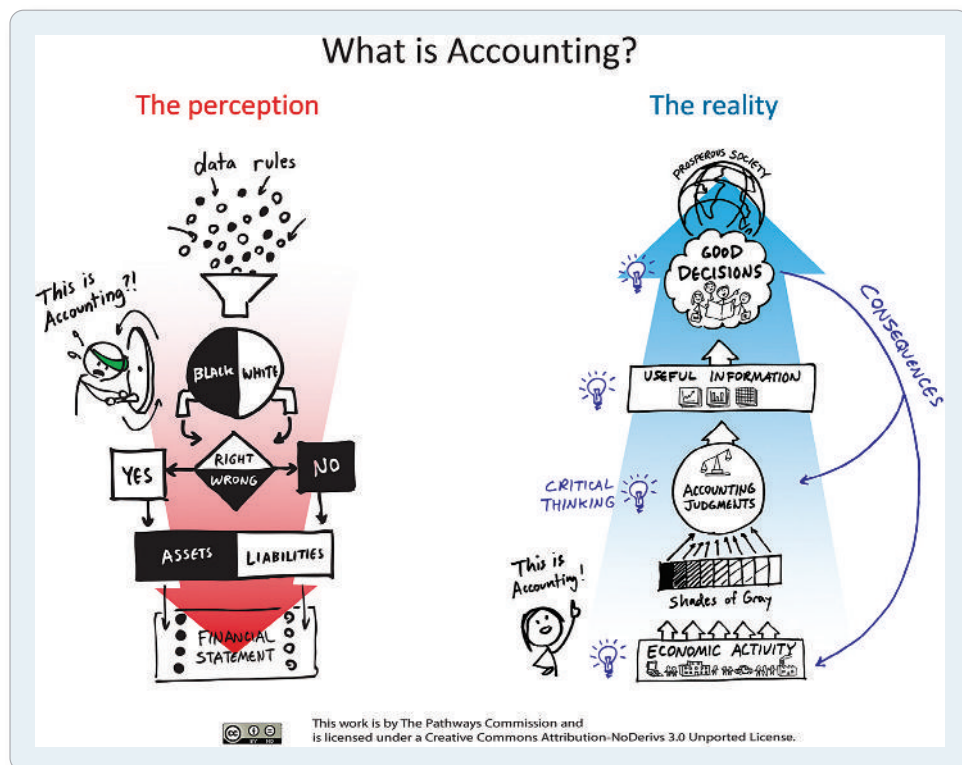 What is Accounting?
The perception
data rules
This is
Accounting?!
BLACK WHITE
RIGHT
WRONG
YES
NO
ASSETS LIABILITIES
FINANCIAL
STATEMENT
The reality
PROSPEROUS SOCIETY
GOOD
DECISIONS
CONSEQUENCES
USEFUL INFORMATION
CRITICAL
THINKING
ACCOUNTING
JUDGMENTS
This is
Accounting!
Shades of Gray
ECONOMIC ACTIVITY
cc
BY ND
This work is by The Pathways Commission and
is licensed under a Creative Commons Attribution-NoDerivs 3.0 Unported License.